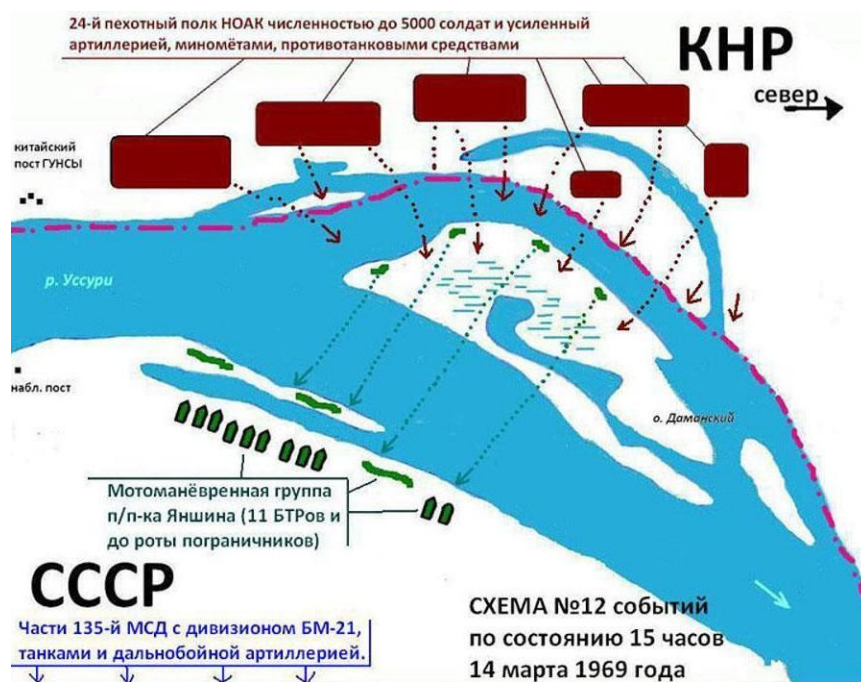 24-й пехотный полк НОАК численностью до 5000 солдат и усиленный
артиллерией, миномётами, противотанковыми средствами
КНР
север
китайский
пост ГУНСЫ
р. Уссури
набл. пост
о. Даманский
Мотоманёвренная группа
п/п-ка Яншина (11 БТРов и
до роты пограничников)
СССР
Части 135-й МСД с дивизионом БМ-21,
танками и дальнобойной артиллерией.
СХЕМА №12 событий
по состоянию 15 часов
14 марта 1969 года